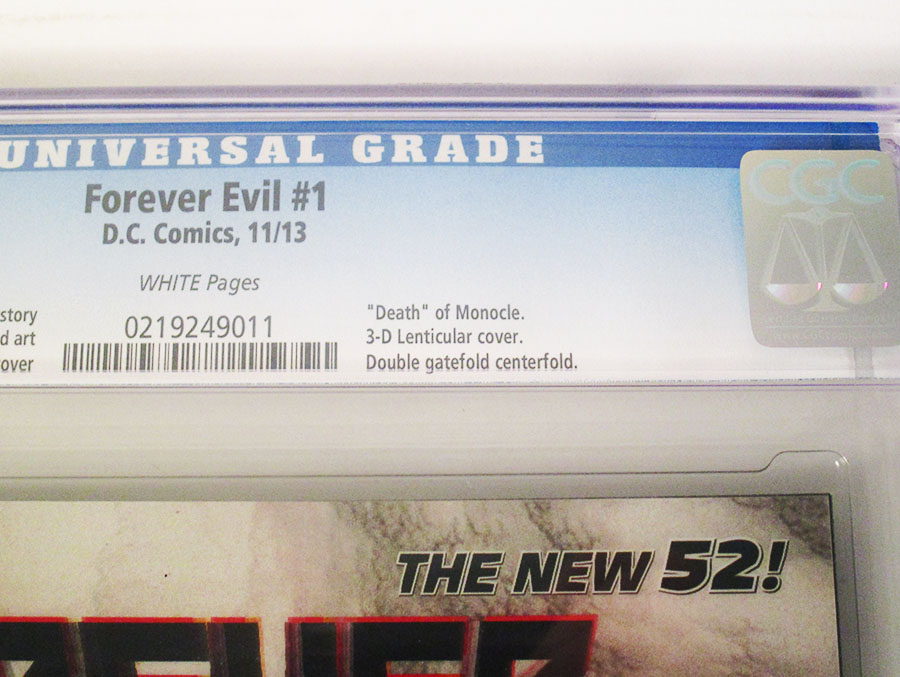 UNIVERSAL GRADE
CGC
Forever Evil #1
D.C. Comics, 11/13
WHITE Pages
story
d art
over
0219249011
"Death" of Monocle.
3-D Lenticular cover.
Double gatefold centerfold.
THE NEW 52!